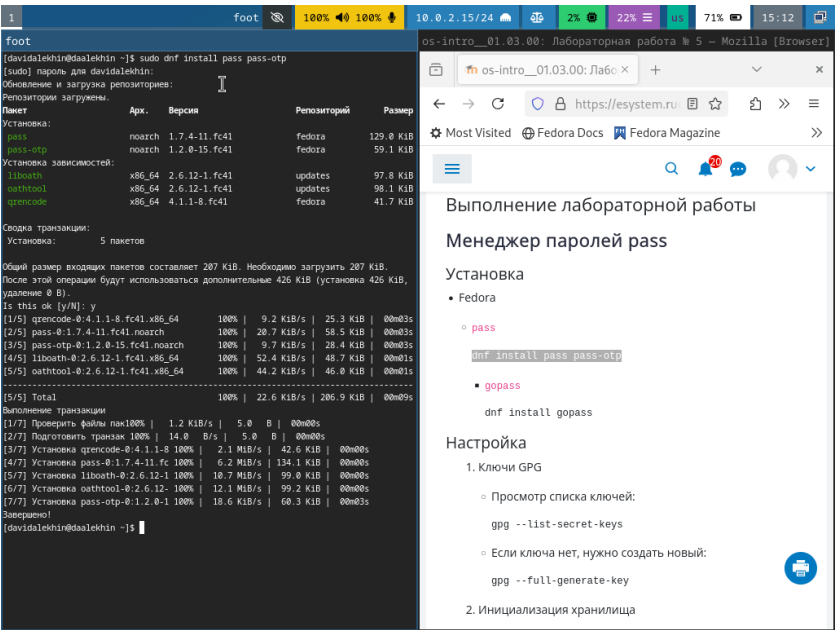 1 foot 100% 100% 10.0.2.15/24 2% 22% us 71% 15:12
foot
[davidalekhin@daalekhin ~]$ sudo dnf install pass pass-otp
[sudo] пароль для davidalekhin:
Обновление и загрузка репозиториев:
Репозитории загружены.
Пакет Арх. Версия Репозиторий Размер
Установка:
pass noarch 1.7.4-11.fc41 fedora 129.0 KiB
pass-otp noarch 1.2.0-15.fc41 fedora 59.1 KiB
Установка зависимостей:
liboath x86_64 2.6.12-1.fc41 updates 97.8 KiB
oathtool x86_64 2.6.12-1.fc41 updates 98.1 KiB
qrencode x86_64 4.1.1-8.fc41 fedora 41.7 KiB
Сводка транзакции:
Установка: 5 пакетов
Общий размер входящих пакетов составляет 207 KiB. Необходимо загрузить 207 KiB.
После этой операции будут использоваться дополнительные 426 KiB (установка 426 KiB,
удаление 0 B).
Is this ok [y/N]: y
[1/5] qrencode-0:4.1.1-8.fc41.x86_64 100% | 9.2 KiB/s | 25.3 KiB | 00m03s
[2/5] pass-0:1.7.4-11.fc41.noarch 100% | 20.7 KiB/s | 58.5 KiB | 00m03s
[3/5] pass-otp-0:1.2.0-15.fc41.noarch 100% | 9.7 KiB/s | 28.4 KiB | 00m03s
[4/5] liboath-0:2.6.12-1.fc41.x86_64 100% | 52.4 KiB/s | 48.7 KiB | 00m01s
[5/5] oathtool-0:2.6.12-1.fc41.x86_64 100% | 44.2 KiB/s | 46.0 KiB | 00m01s
--------------------------------------------------------------------------------
[5/5] Total 100% | 22.6 KiB/s | 206.9 KiB | 00m09s
Выполнение транзакции
[1/7] Проверить файлы пак100% | 1.2 KiB/s | 5.0 B | 00m00s
[2/7] Подготовить транзак 100% | 14.0 B/s | 5.0 B | 00m00s
[3/7] Установка qrencode-0:4.1.1-8 100% | 2.1 MiB/s | 42.6 KiB | 00m00s
[4/7] Установка pass-0:1.7.4-11.fc 100% | 6.2 MiB/s | 134.1 KiB | 00m00s
[5/7] Установка liboath-0:2.6.12-1 100% | 10.7 MiB/s | 99.0 KiB | 00m00s
[6/7] Установка oathtool-0:2.6.12- 100% | 12.1 MiB/s | 99.2 KiB | 00m00s
[7/7] Установка pass-otp-0:1.2.0-1 100% | 18.6 KiB/s | 60.3 KiB | 00m03s
Завершено!
[davidalekhin@daalekhin ~]$
os-intro__01.03.00: Лабораторная работа № 5 — Mozilla [Browser]
os-intro__01.03.00: Лабо
https://esystem.ru
Most Visited Fedora Docs Fedora Magazine
20
Выполнение лабораторной работы
Менеджер паролей pass
Установка
• Fedora
◦ pass
dnf install pass pass-otp
▪ gopass
dnf install gopass
Настройка
1. Ключи GPG
◦ Просмотр списка ключей:
gpg --list-secret-keys
◦ Если ключа нет, нужно создать новый:
gpg --full-generate-key
2. Инициализация хранилища